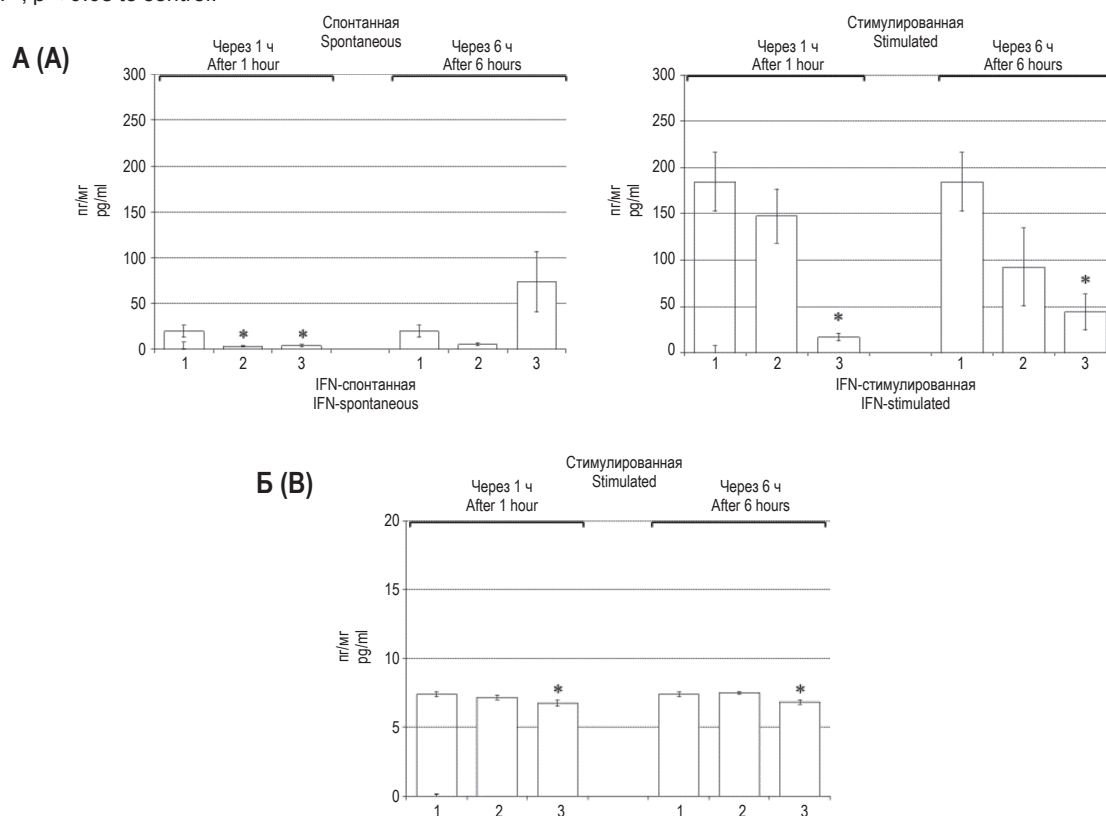 А (A)
Спонтанная
Spontaneous
Через 1 ч
After 1 hour
Через 6 ч
After 6 hours
300
250
200
150
100
50
0
пг/мг
pg/ml
*
*
1
2
3
1
2
3
IFN-спонтанная
IFN-spontaneous
Стимулированная
Stimulated
Через 1 ч
After 1 hour
Через 6 ч
After 6 hours
300
250
200
150
100
50
0
пг/мг
pg/ml
*
*
1
2
3
1
2
3
IFN-стимулированная
IFN-stimulated
Б (B)
Стимулированная
Stimulated
Через 1 ч
After 1 hour
Через 6 ч
After 6 hours
20
15
10
5
0
пг/мг
pg/ml
*
*
1
2
3
1
2
3